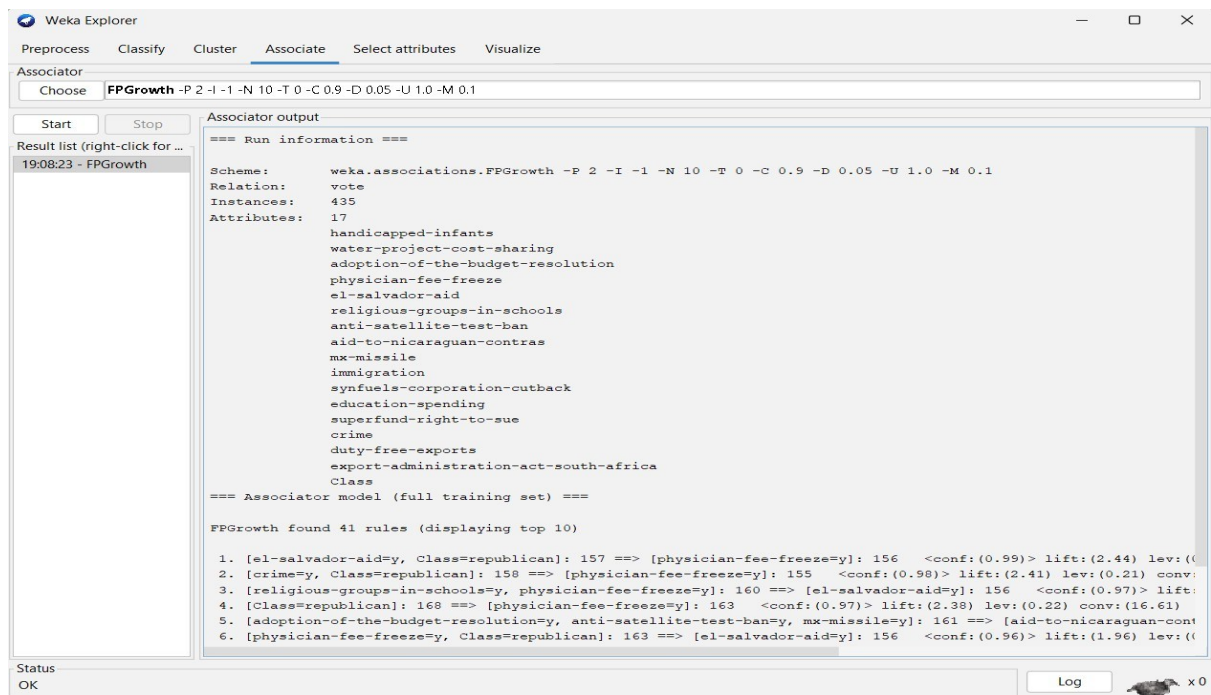 Weka Explorer
Preprocess Classify Cluster Associate Select attributes Visualize
Associator
Choose FPGrowth -P 2 -I -1 -N 10 -T 0 -C 0.9 -D 0.05 -U 1.0 -M 0.1
Start Stop
Result list (right-click for ...
19:08:23 - FPGrowth
Associator output
=== Run information ===
Scheme: weka.associations.FPGrowth -P 2 -I -1 -N 10 -T 0 -C 0.9 -D 0.05 -U 1.0 -M 0.1
Relation: vote
Instances: 435
Attributes: 17
handicapped-infants
water-project-cost-sharing
adoption-of-the-budget-resolution
physician-fee-freeze
el-salvador-aid
religious-groups-in-schools
anti-satellite-test-ban
aid-to-nicaraguan-contras
mx-missile
immigration
synfuels-corporation-cutback
education-spending
superfund-right-to-sue
crime
duty-free-exports
export-administration-act-south-africa
Class
=== Associator model (full training set) ===
FPGrowth found 41 rules (displaying top 10)
1. [el-salvador-aid=y, Class=republican]: 157 ==> [physician-fee-freeze=y]: 156 <conf:(0.99)> lift:(2.44) lev:(
2. [crime=y, Class=republican]: 158 ==> [physician-fee-freeze=y]: 155 <conf:(0.98)> lift:(2.41) lev:(0.21) conv:
3. [religious-groups-in-schools=y, physician-fee-freeze=y]: 160 ==> [el-salvador-aid=y]: 156 <conf:(0.97)> lift:
4. [Class=republican]: 168 ==> [physician-fee-freeze=y]: 163 <conf:(0.97)> lift:(2.38) lev:(0.22) conv:(16.61)
5. [adoption-of-the-budget-resolution=y, anti-satellite-test-ban=y, mx-missile=y]: 161 ==> [aid-to-nicaraguan-cont
6. [physician-fee-freeze=y, Class=republican]: 163 ==> [el-salvador-aid=y]: 156 <conf:(0.96)> lift:(1.96) lev:(
Status
OK
Log x 0